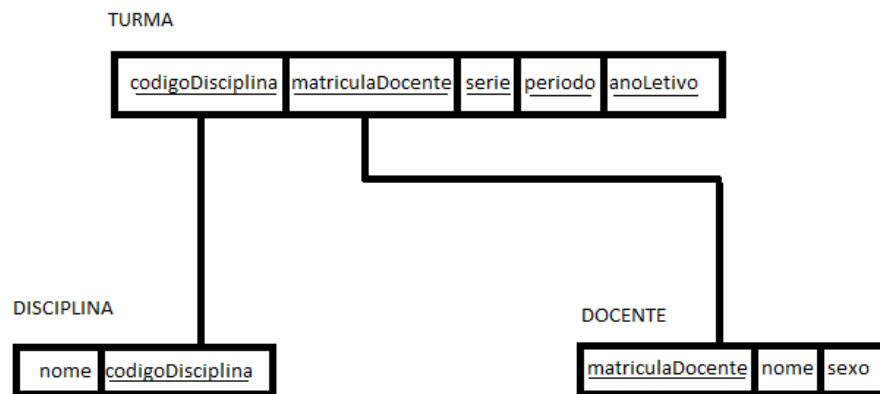 TURMA
codigoDisciplina matriculaDocente serie periodo anoLetivo
DISCIPLINA
nome codigoDisciplina
DOCENTE
matriculaDocente nome sexo